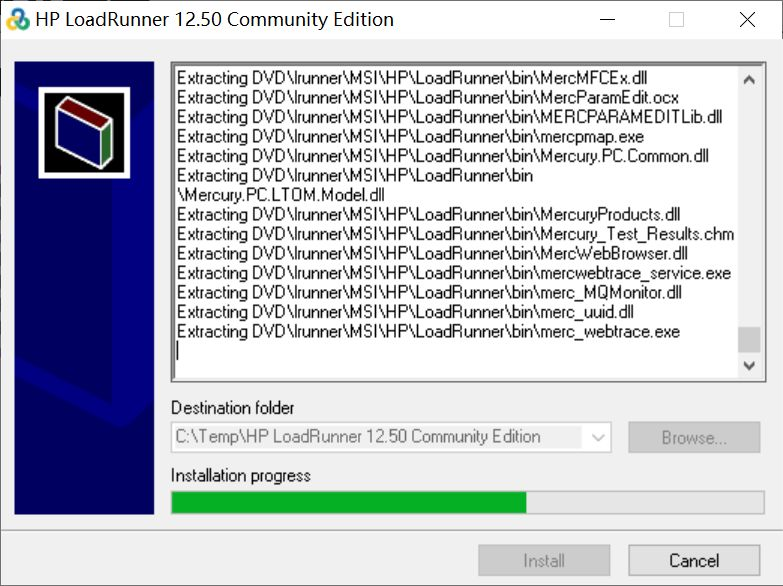 HP LoadRunner 12.50 Community Edition
Extracting DVD\lrunner\MSI\HP\LoadRunner\bin\MercMFCEx.dll
Extracting DVD\lrunner\MSI\HP\LoadRunner\bin\MercParamEdit.ocx
Extracting DVD\lrunner\MSI\HP\LoadRunner\bin\MERCPARAMEDITLib.dll
Extracting DVD\lrunner\MSI\HP\LoadRunner\bin\mercpmap.exe
Extracting DVD\lrunner\MSI\HP\LoadRunner\bin\Mercury.PC.Common.dll
Extracting DVD\lrunner\MSI\HP\LoadRunner\bin
\Mercury.PC.LTOM.Model.dll
Extracting DVD\lrunner\MSI\HP\LoadRunner\bin\MercuryProducts.dll
Extracting DVD\lrunner\MSI\HP\LoadRunner\bin\Mercury_Test_Results.chm
Extracting DVD\lrunner\MSI\HP\LoadRunner\bin\MercWebBrowser.dll
Extracting DVD\lrunner\MSI\HP\LoadRunner\bin\mercwebtrace_service.exe
Extracting DVD\lrunner\MSI\HP\LoadRunner\bin\merc_MQMonitor.dll
Extracting DVD\lrunner\MSI\HP\LoadRunner\bin\merc_uuid.dll
Extracting DVD\lrunner\MSI\HP\LoadRunner\bin\merc_webtrace.exe
Destination folder
C:\Temp\HP LoadRunner 12.50 Community Edition
Browse...
Installation progress
Install
Cancel